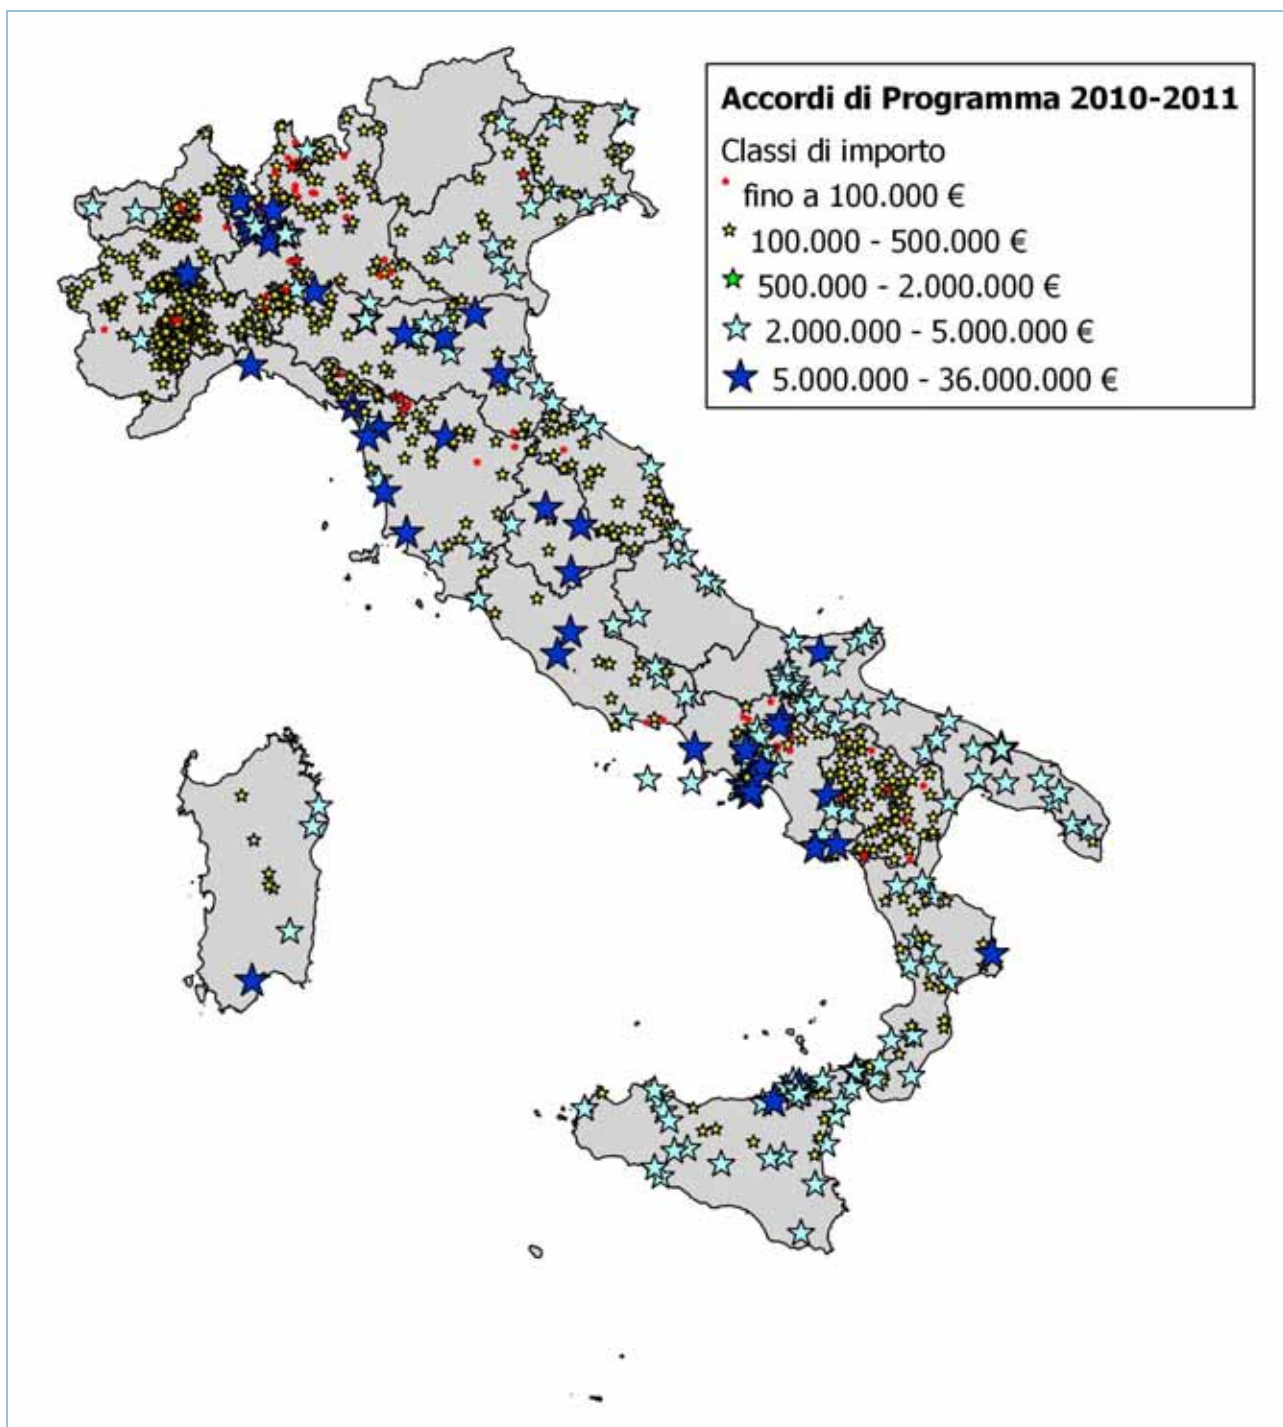 Accordi di Programma 2010-2011
Classi di importo
fino a 100.000 €
100.000 - 500.000 €
500.000 - 2.000.000 €
2.000.000 - 5.000.000 €
5.000.000 - 36.000.000 €